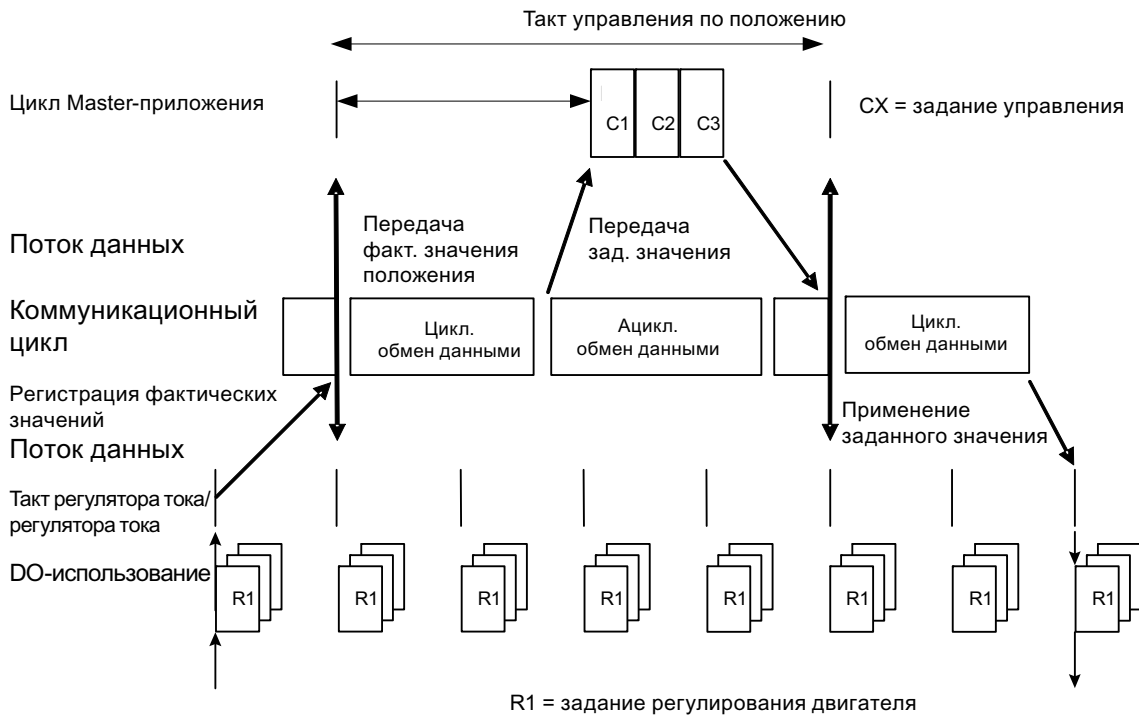 Такт управления по положению
Цикл Master-приложения
C1 C2 C3
CX = задание управления
Поток данных
Передача
факт. значения
положения
Передача
зад. значения
Коммуникационный
цикл
Цикл.
обмен данными
Ацикл.
обмен данными
Цикл.
обмен данными
Регистрация фактических
значений
Применение
заданного значения
Поток данных
Такт регулятора тока/
регулятора тока
DO-использование
R1 R1 R1 R1 R1 R1 R1 R1
R1 = задание регулирования двигателя